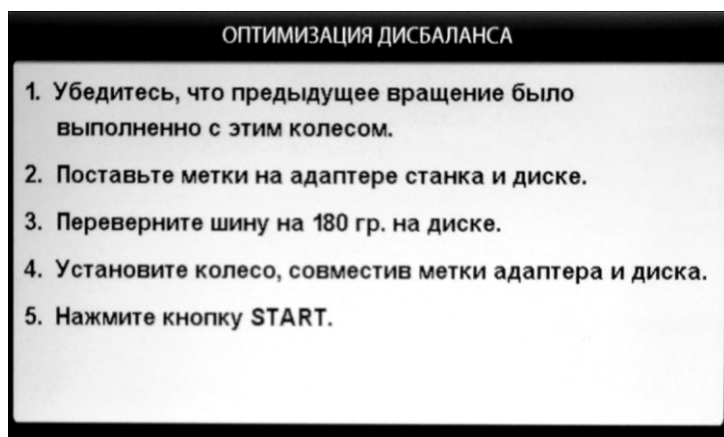 ОПТИМИЗАЦИЯ ДИСБАЛАНСА
1. Убедитесь, что предыдущее вращение было
выполненно с этим колесом.
2. Поставьте метки на адаптере станка и диске.
3. Переверните шину на 180 гр. на диске.
4. Установите колесо, совместив метки адаптера и диска.
5. Нажмите кнопку START.